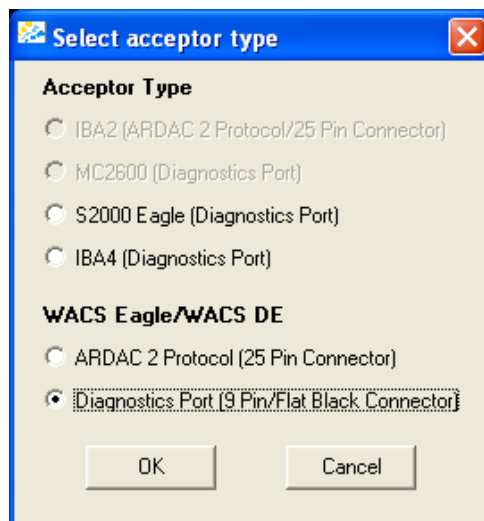 Select acceptor type
Acceptor Type
IBA2 (ARDAC 2 Protocol/25 Pin Connector)
MC2600 (Diagnostics Port)
S2000 Eagle (Diagnostics Port)
IBA4 (Diagnostics Port)
WACS Eagle/WACS DE
ARDAC 2 Protocol (25 Pin Connector)
Diagnostics Port (9 Pin/Flat Black Connector)
OK Cancel